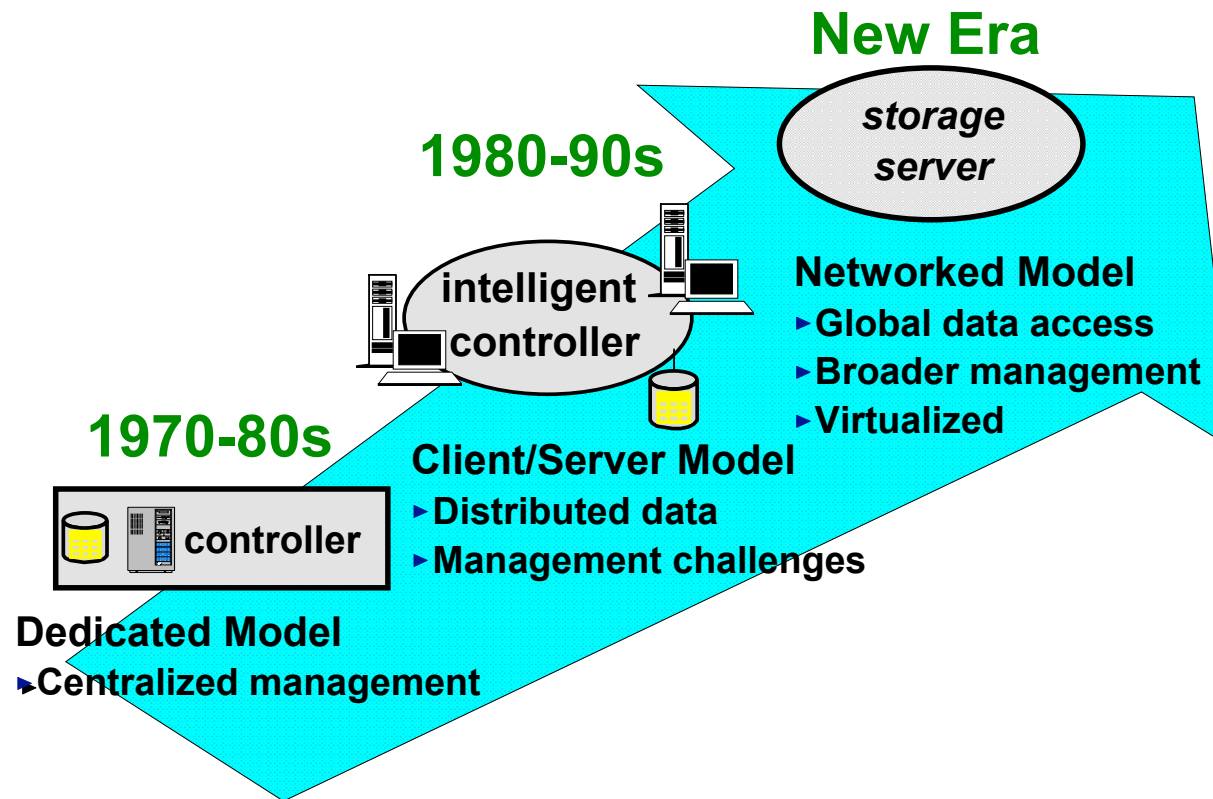 New Era
storage
server
1980-90s
intelligent
controller
Networked Model
►Global data access
►Broader management
►Virtualized
1970-80s
Client/Server Model
►Distributed data
►Management challenges
controller
Dedicated Model
►Centralized management